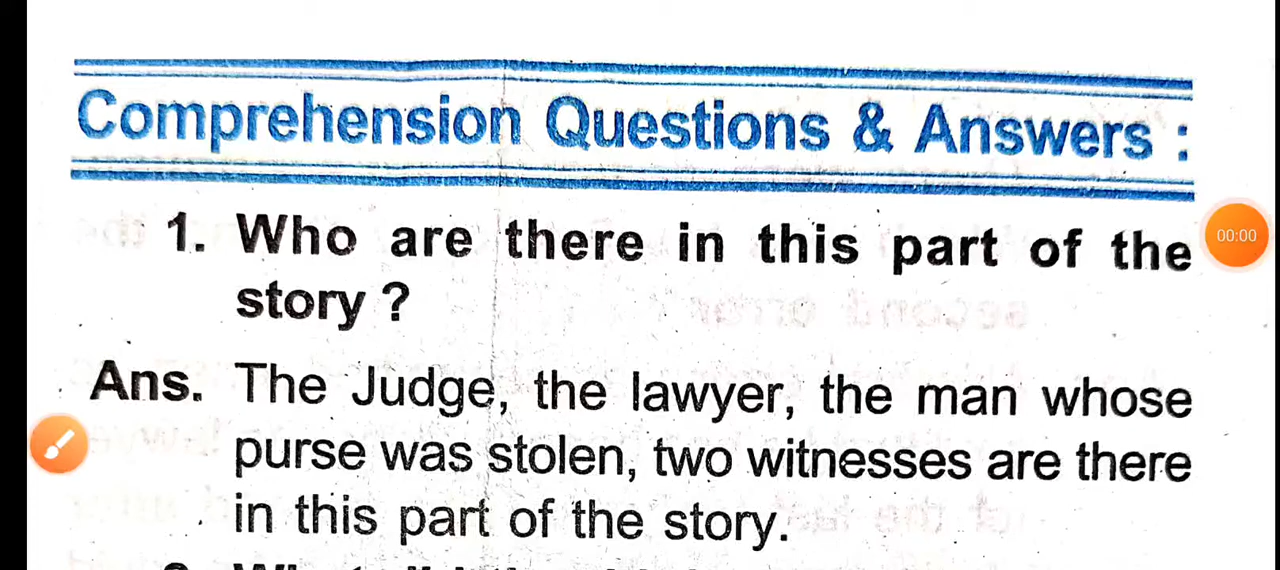 Comprehension Questions & Answers :
1. Who are there in this part of the
story ?
Ans. The Judge, the lawyer, the man whose
purse was stolen, two witnesses are there
in this part of the story.
00:00